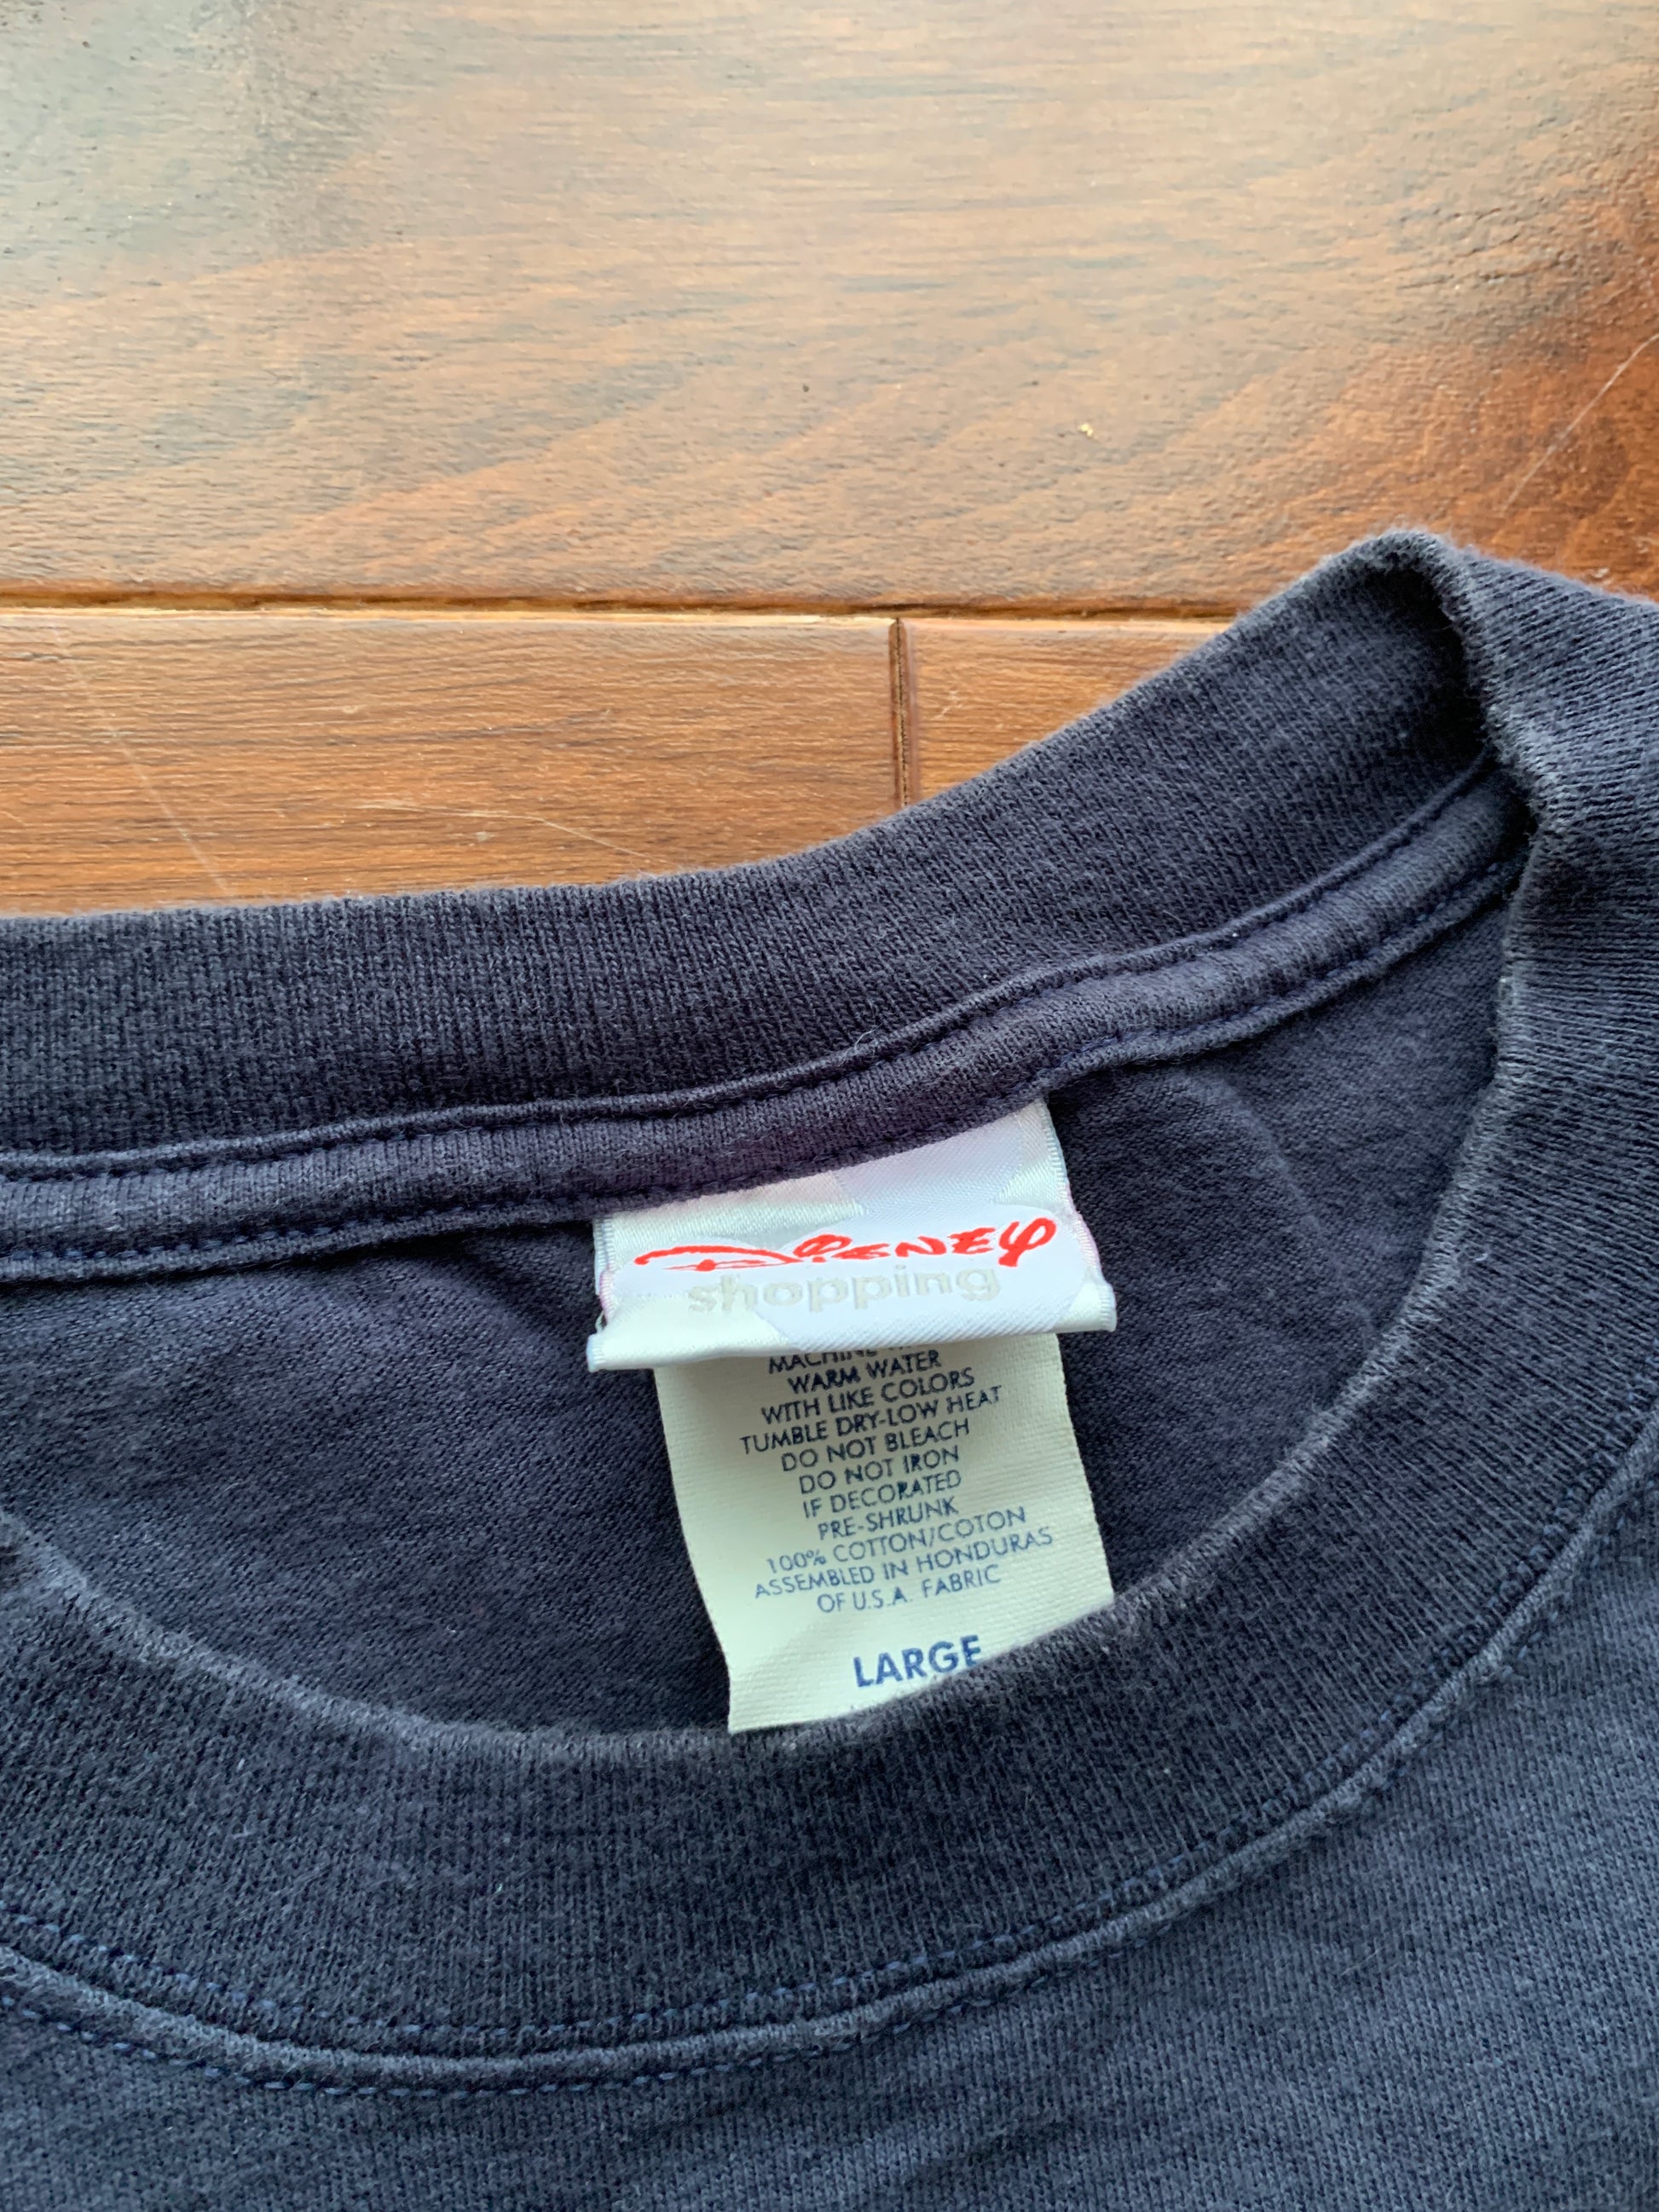 Disney
shopping
MACHINE
WARM WATER
WITH LIKE COLORS
TUMBLE DRY-LOW HEAT
DO NOT BLEACH
DO NOT IRON
IF DECORATED
PRE-SHRUNK
100% COTTON/COTON
ASSEMBLED IN HONDURAS
OF U.S.A. FABRIC
LARGE